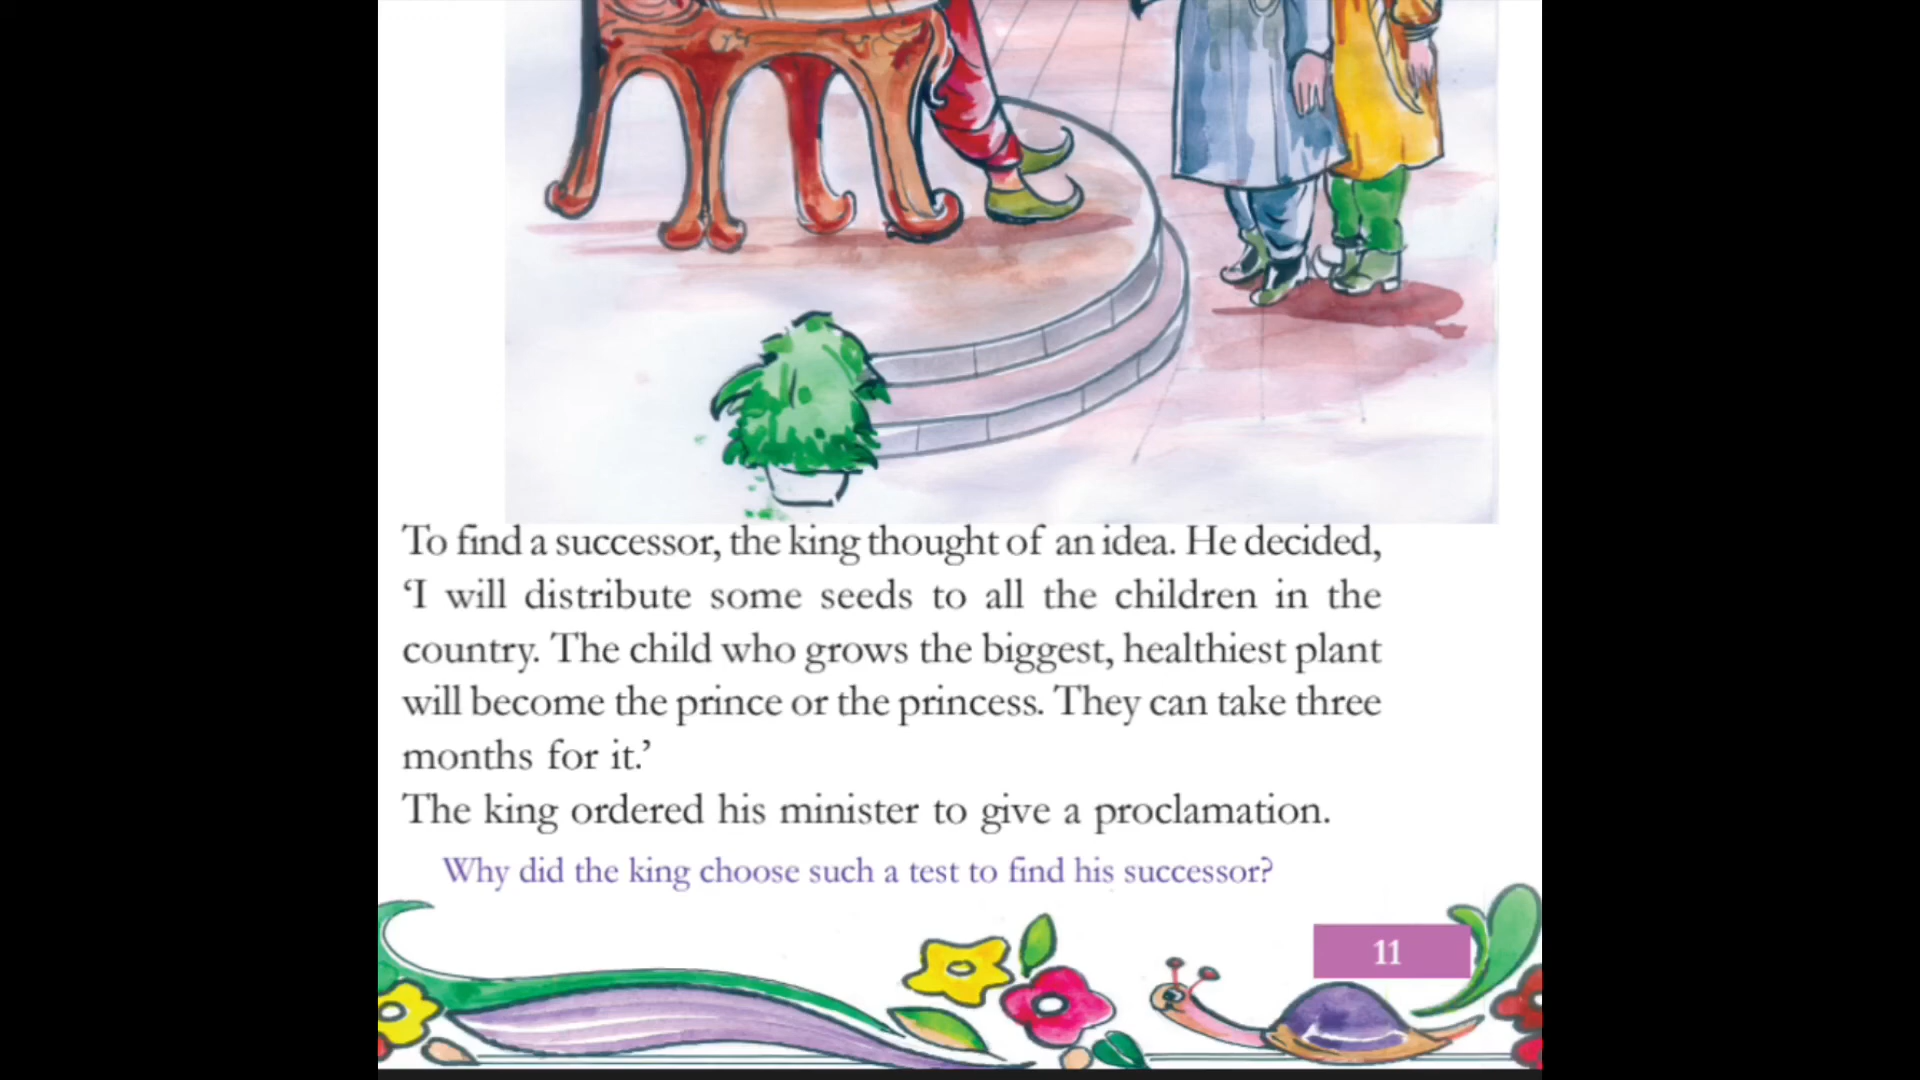 To find a successor, the king thought of an idea. He decided,
‘I will distribute some seeds to all the children in the
country. The child who grows the biggest, healthiest plant
will become the prince or the princess. They can take three
months for it.’
The king ordered his minister to give a proclamation.
Why did the king choose such a test to find his successor?
11